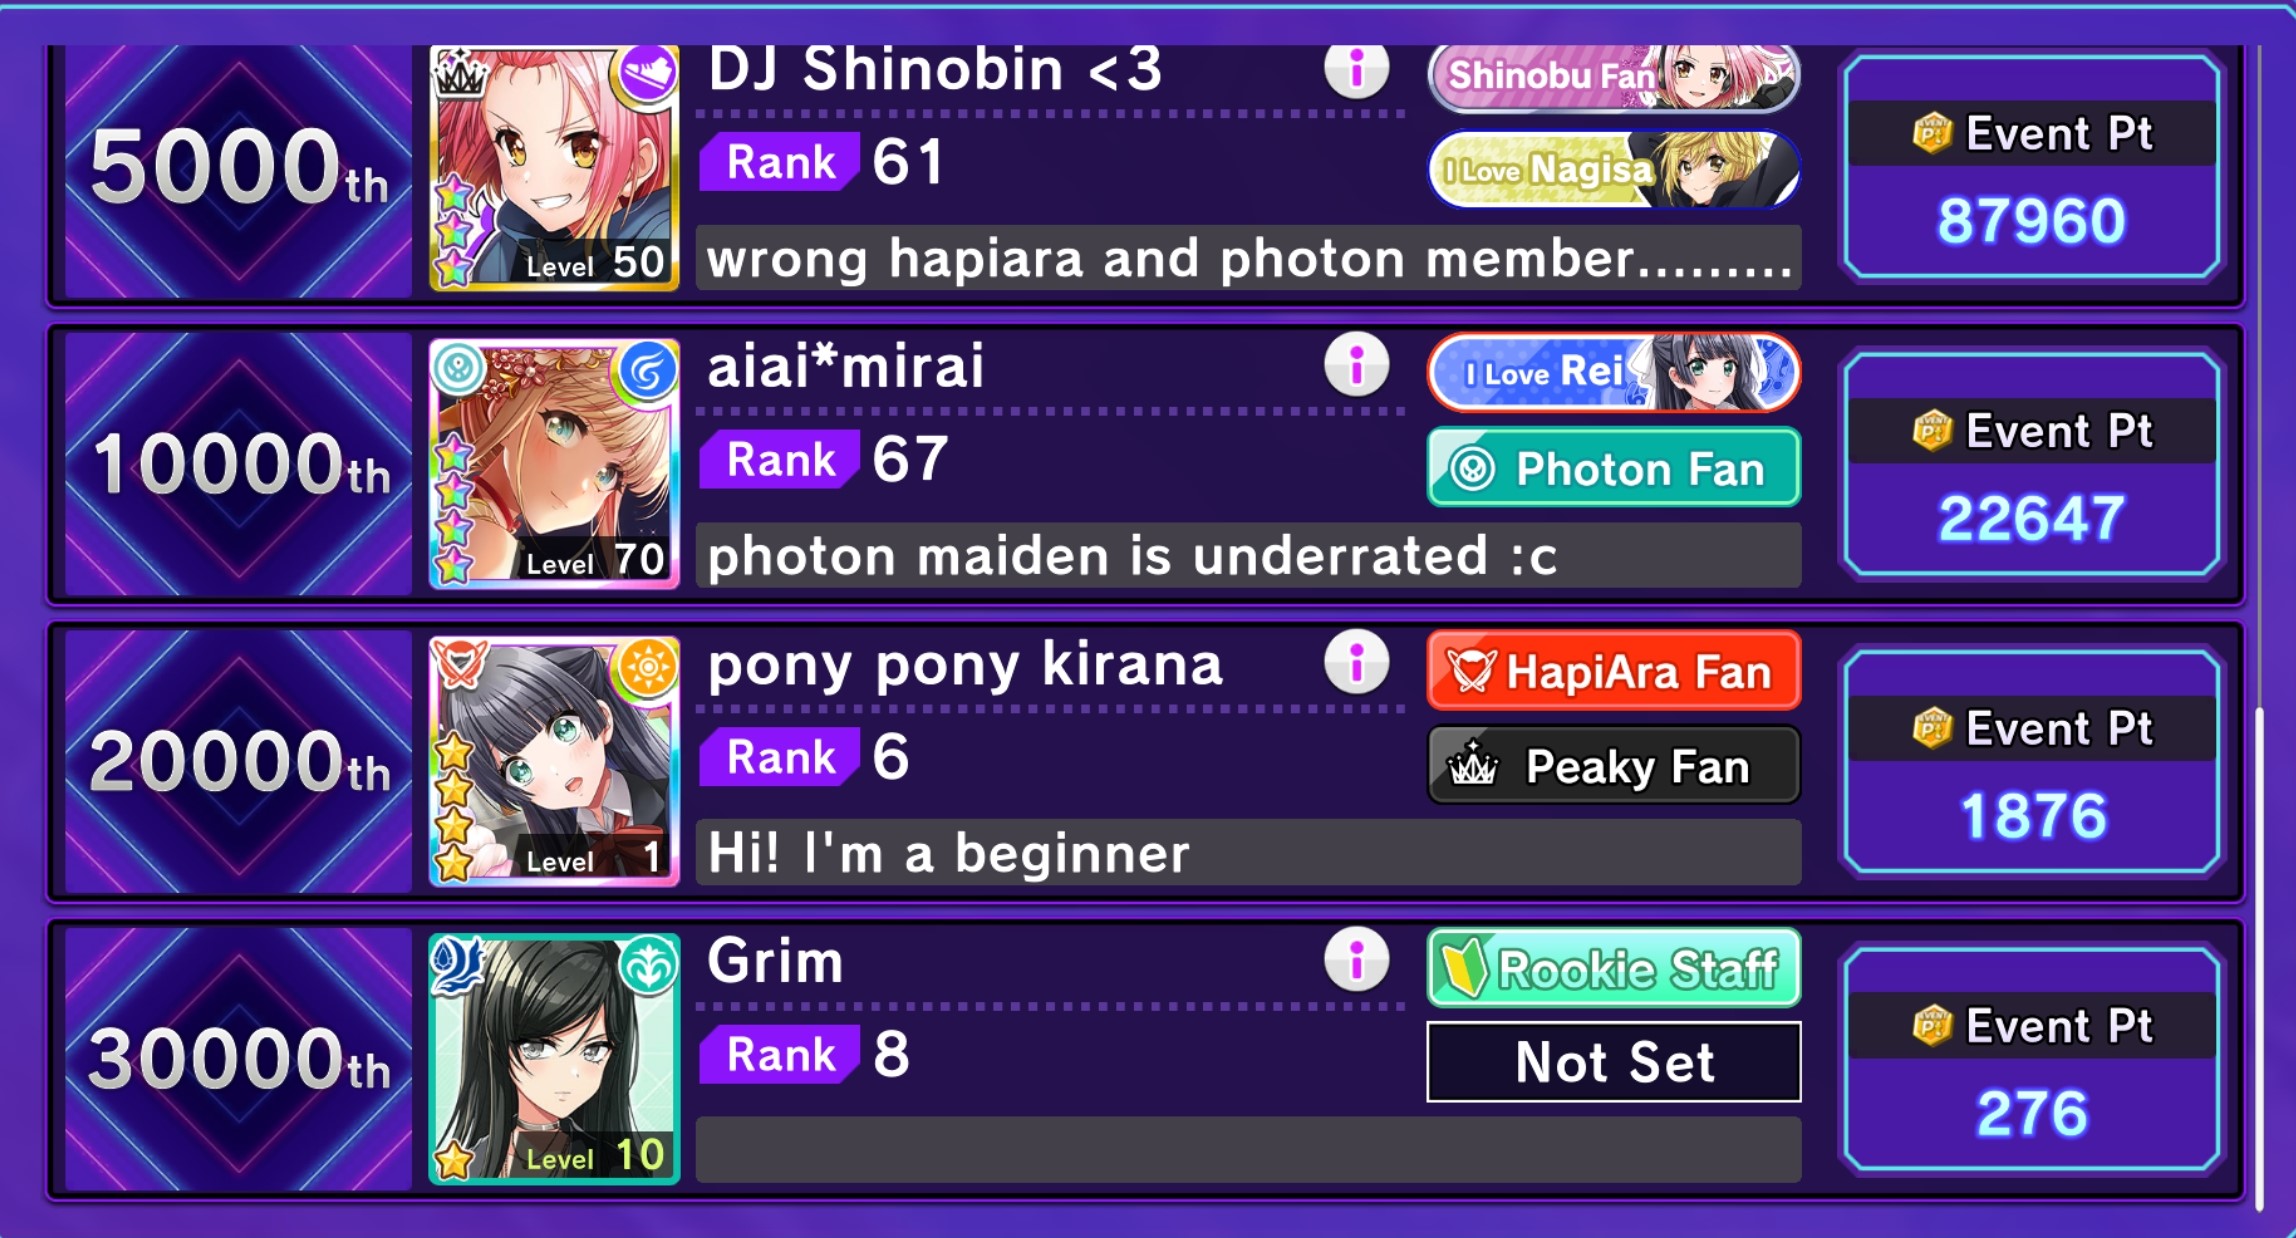 5000th
DJ Shinobin <3
Shinobu Fan
Rank 61
I Love Nagisa
Level 50
wrong hapiara and photon member.........
Event Pt
87960
10000th
aiai*mirai
I Love Rei
Rank 67
Photon Fan
Level 70
photon maiden is underrated :c
Event Pt
22647
20000th
pony pony kirana
HapiAra Fan
Rank 6
Peaky Fan
Level 1
Hi! I'm a beginner
Event Pt
1876
30000th
Grim
Rookie Staff
Rank 8
Not Set
Level 10
Event Pt
276